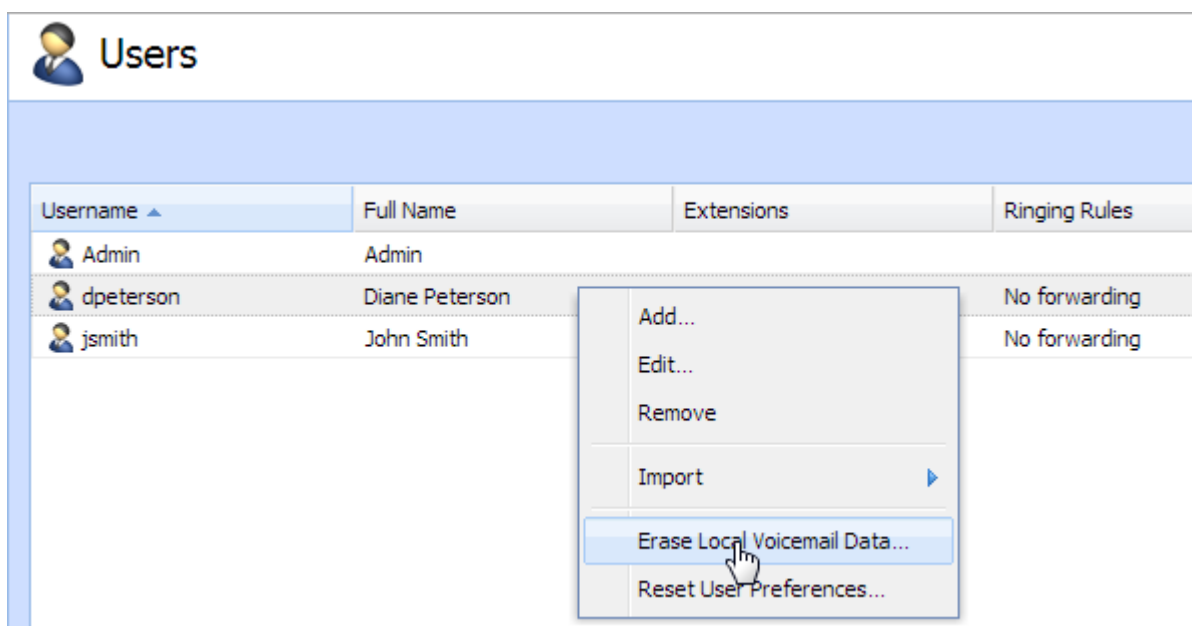 Users
Username Full Name Extensions Ringing Rules
Admin Admin
dpeterson Diane Peterson No forwarding
jsmith John Smith No forwarding
Add...
Edit...
Remove
Import
Erase Local Voicemail Data...
Reset User Preferences...